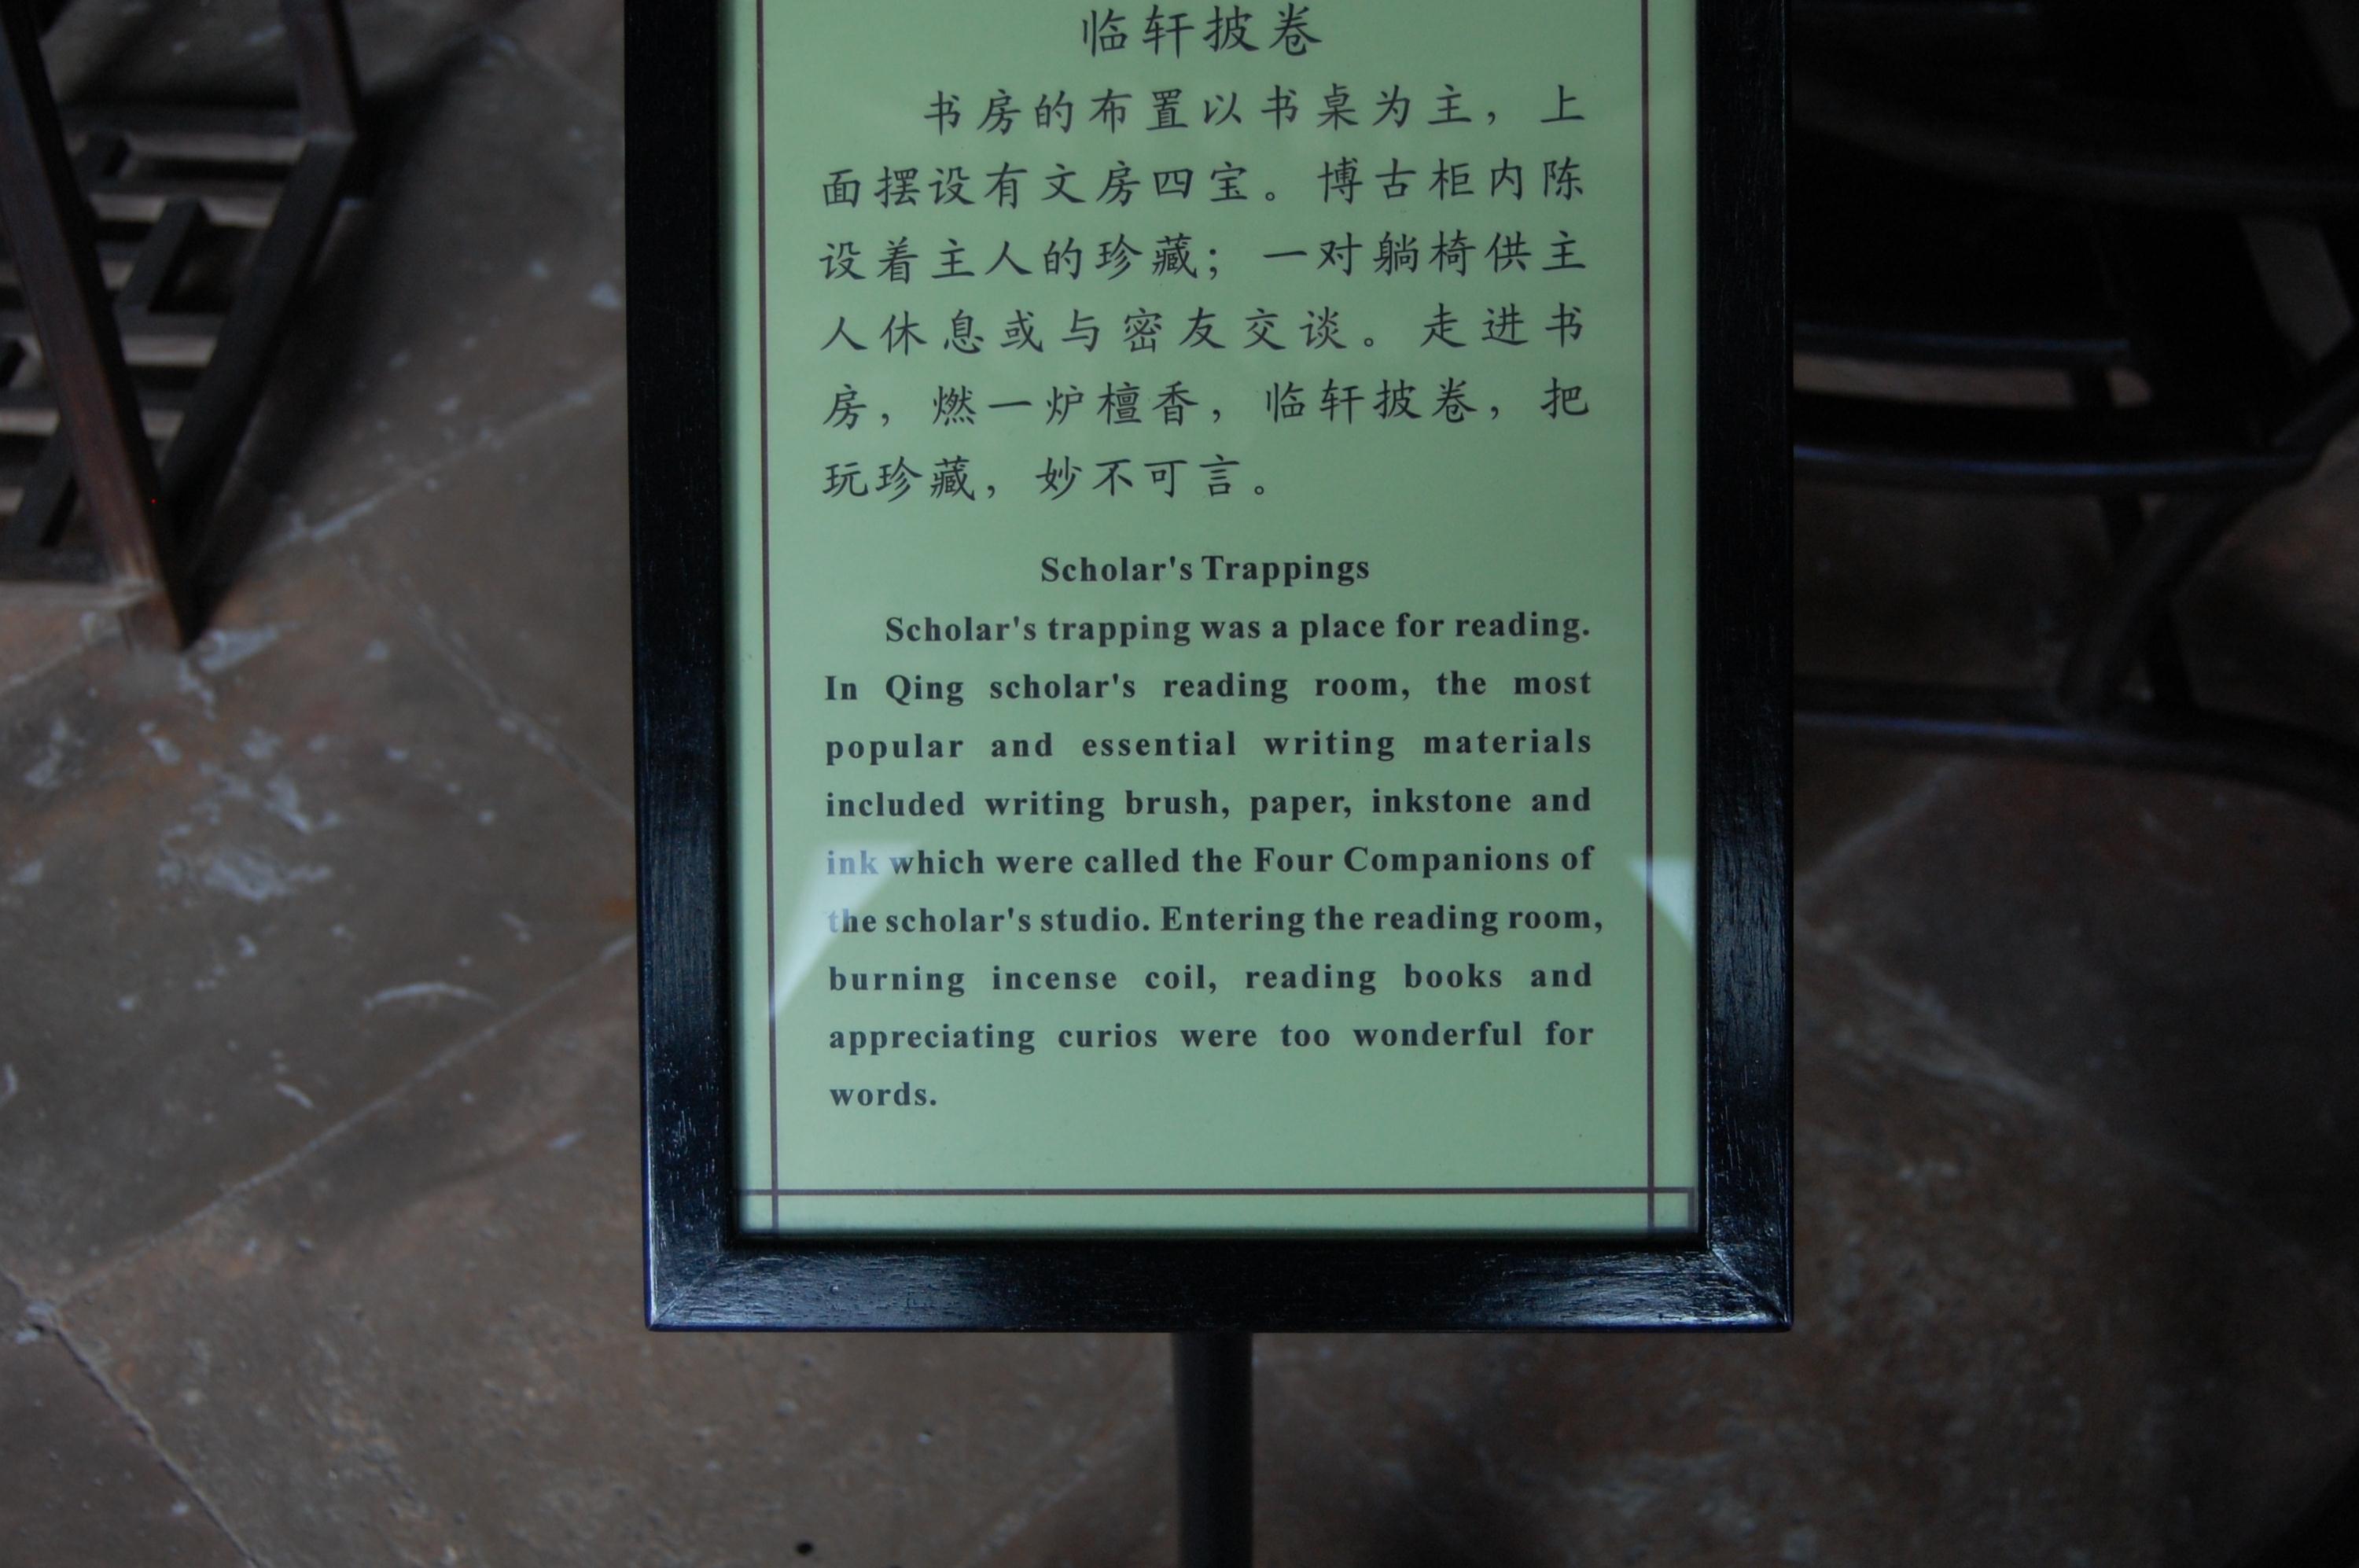 临轩披卷
书房的布置以书桌为主，上
面摆设有文房四宝。博古柜内陈
设着主人的珍藏；一对躺椅供主
人休息或与密友交谈。走进书
房，燃一炉檀香，临轩披卷，把
玩珍藏，妙不可言。
Scholar's Trappings
Scholar's trapping was a place for reading.
In Qing scholar's reading room, the most
popular and essential writing materials
included writing brush, paper, inkstone and
ink which were called the Four Companions of
the scholar's studio. Entering the reading room,
burning incense coil, reading books and
appreciating curios were too wonderful for
words.